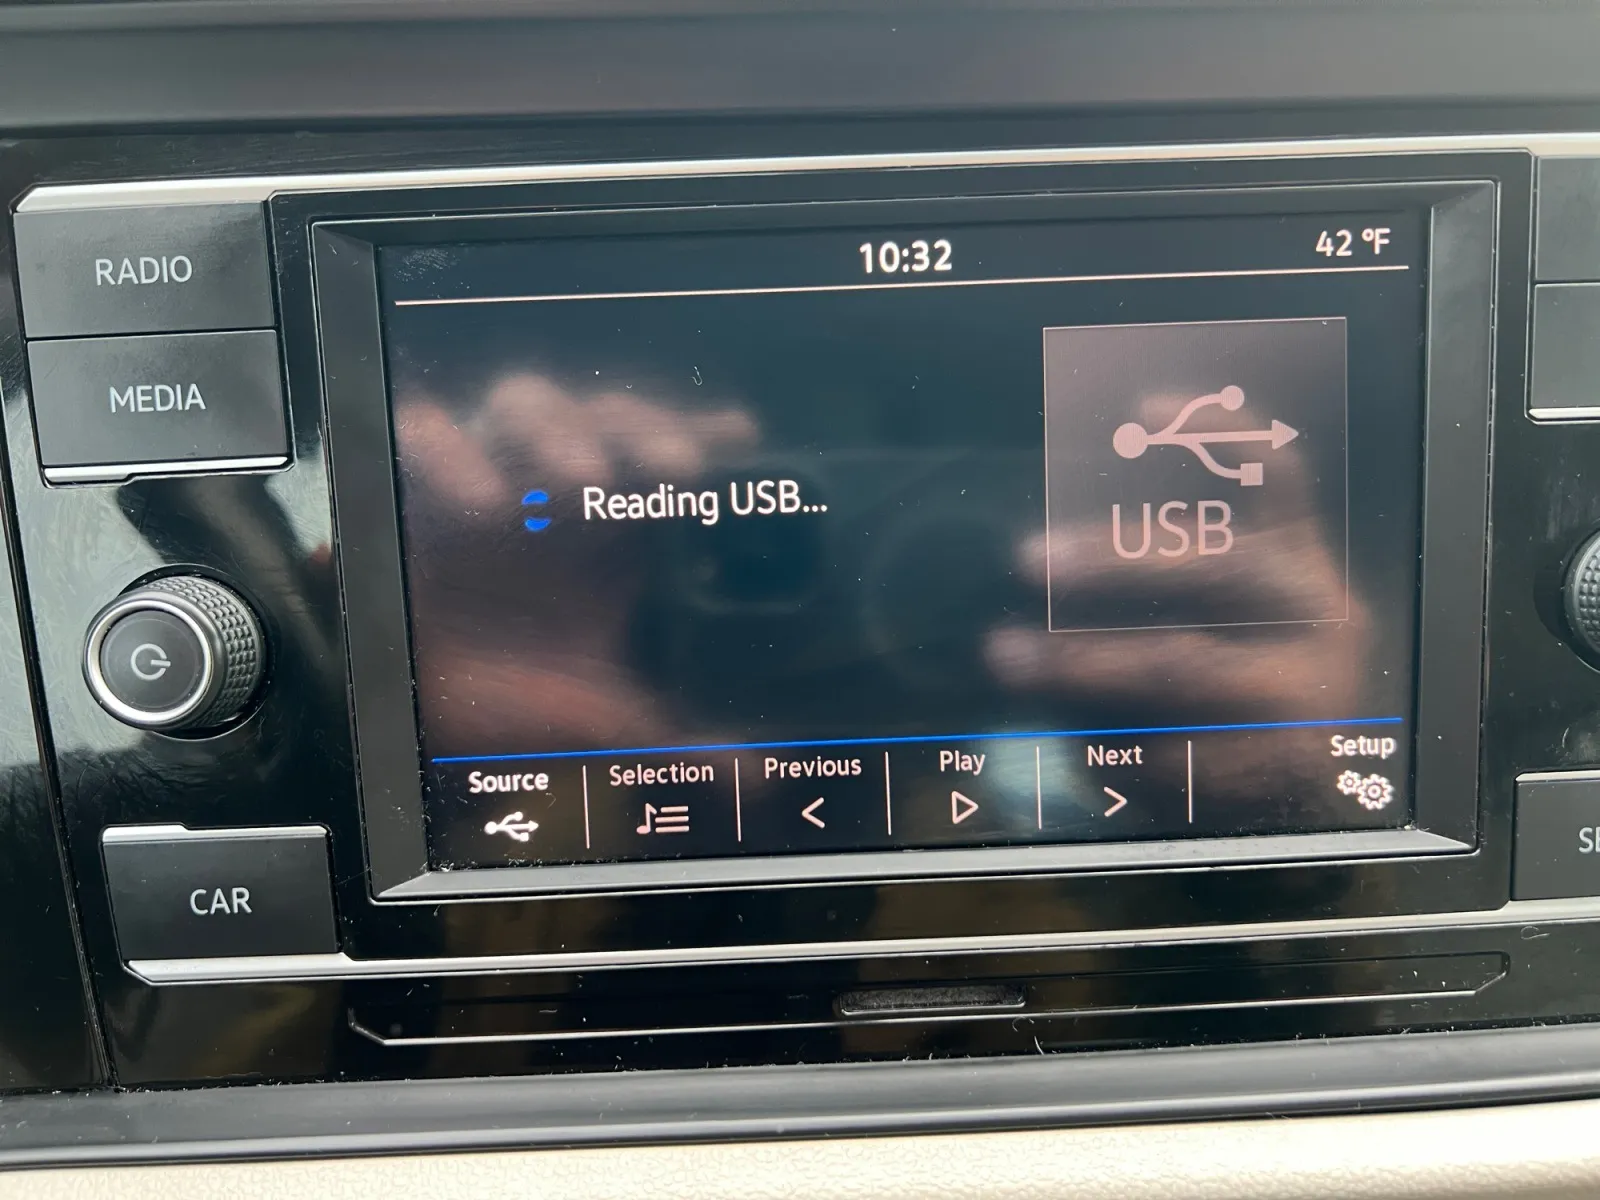 10:32
42 °F
RADIO
MEDIA
Reading USB...
USB
Source
Selection
Previous
Play
Next
Setup
CAR